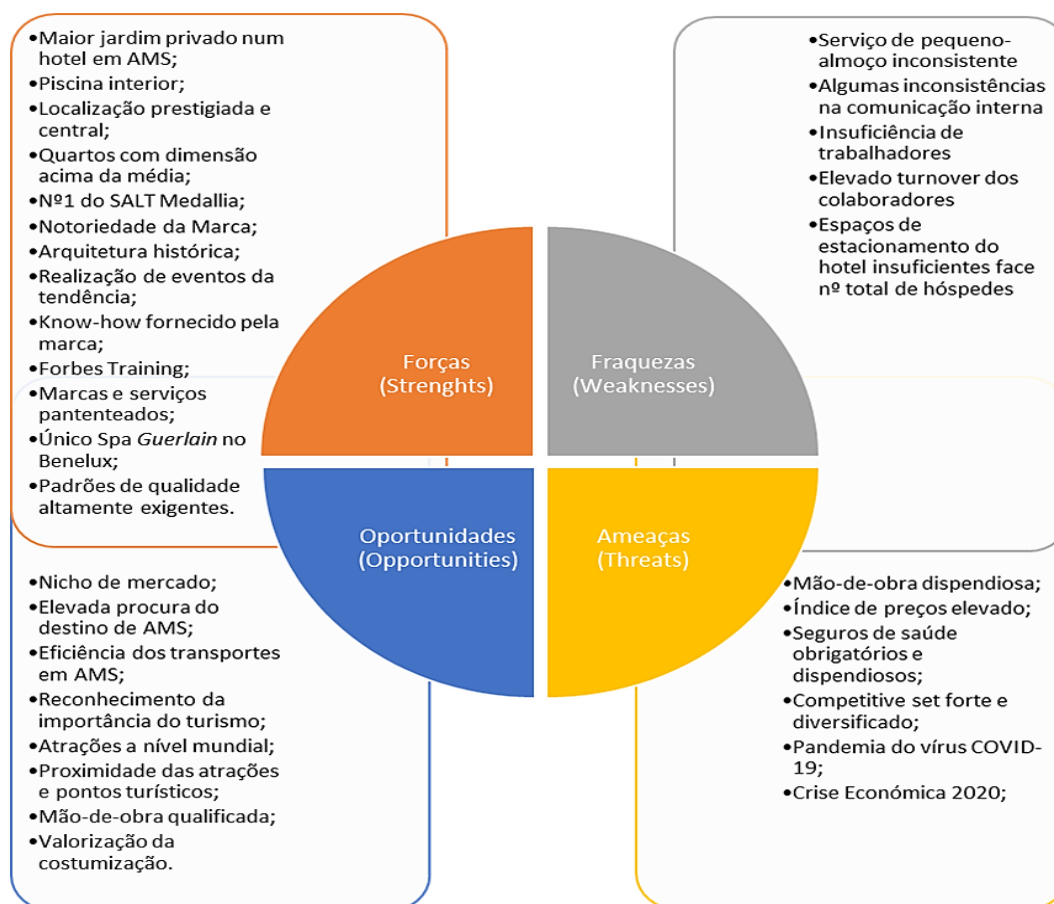 •Maior jardim privado num
hotel em AMS;
•Piscina interior;
•Localização prestigiada e
central;
•Quartos com dimensão
acima da média;
•Nº1 do SALT Medallia;
•Notoriedade da Marca;
•Arquitetura histórica;
•Realização de eventos da
tendência;
•Know-how fornecido pela
marca;
•Forbes Training;
•Marcas e serviços
pantenteados;
•Único Spa Guerlain no
Benelux;
•Padrões de qualidade
altamente exigentes.
•Serviço de pequeno-
almoço inconsistente
•Algumas inconsistências
na comunicação interna
•Insuficiência de
trabalhadores
•Elevado turnover dos
colaboradores
•Espaços de
estacionamento do
hotel insuficientes face
nº total de hóspedes
Forças
(Strenghts)
Fraquezas
(Weaknesses)
Oportunidades
(Opportunities)
Ameaças
(Threats)
•Nicho de mercado;
•Elevada procura do
destino de AMS;
•Eficiência dos transportes
em AMS;
•Reconhecimento da
importância do turismo;
•Atrações a nível mundial;
•Proximidade das atrações
e pontos turísticos;
•Mão-de-obra qualificada;
•Valorização da
costumização.
•Mão-de-obra dispendiosa;
•Índice de preços elevado;
•Seguros de saúde
obrigatórios e
dispendiosos;
•Competitive set forte e
diversificado;
•Pandemia do vírus COVID-
19;
•Crise Económica 2020;